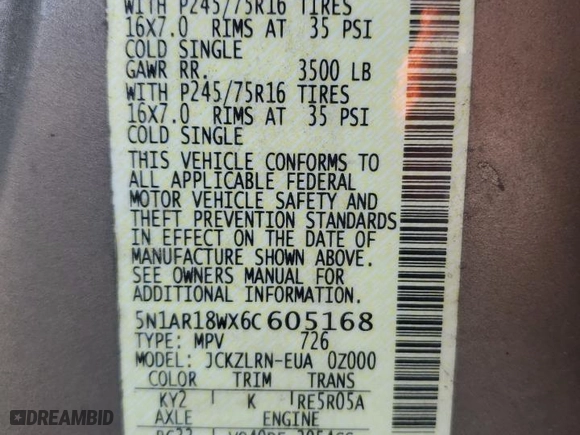 WITH P245/75R16 TIRES
16X7.0 RIMS AT 35 PSI
COLD SINGLE
GAWR RR. 3500 LB
WITH P245/75R16 TIRES
16X7.0 RIMS AT 35 PSI
COLD SINGLE
THIS VEHICLE CONFORMS TO
ALL APPLICABLE FEDERAL
MOTOR VEHICLE SAFETY AND
THEFT PREVENTION STANDARDS
IN EFFECT ON THE DATE OF
MANUFACTURE SHOWN ABOVE.
SEE OWNERS MANUAL FOR
ADDITIONAL INFORMATION.
5N1AR18WX6C605168
TYPE: MPV 726
MODEL: JCKZLRN-EUA 0Z000
COLOR TRIM TRANS
KY2 K RE5R05A
AXLE ENGINE
DREAMBID